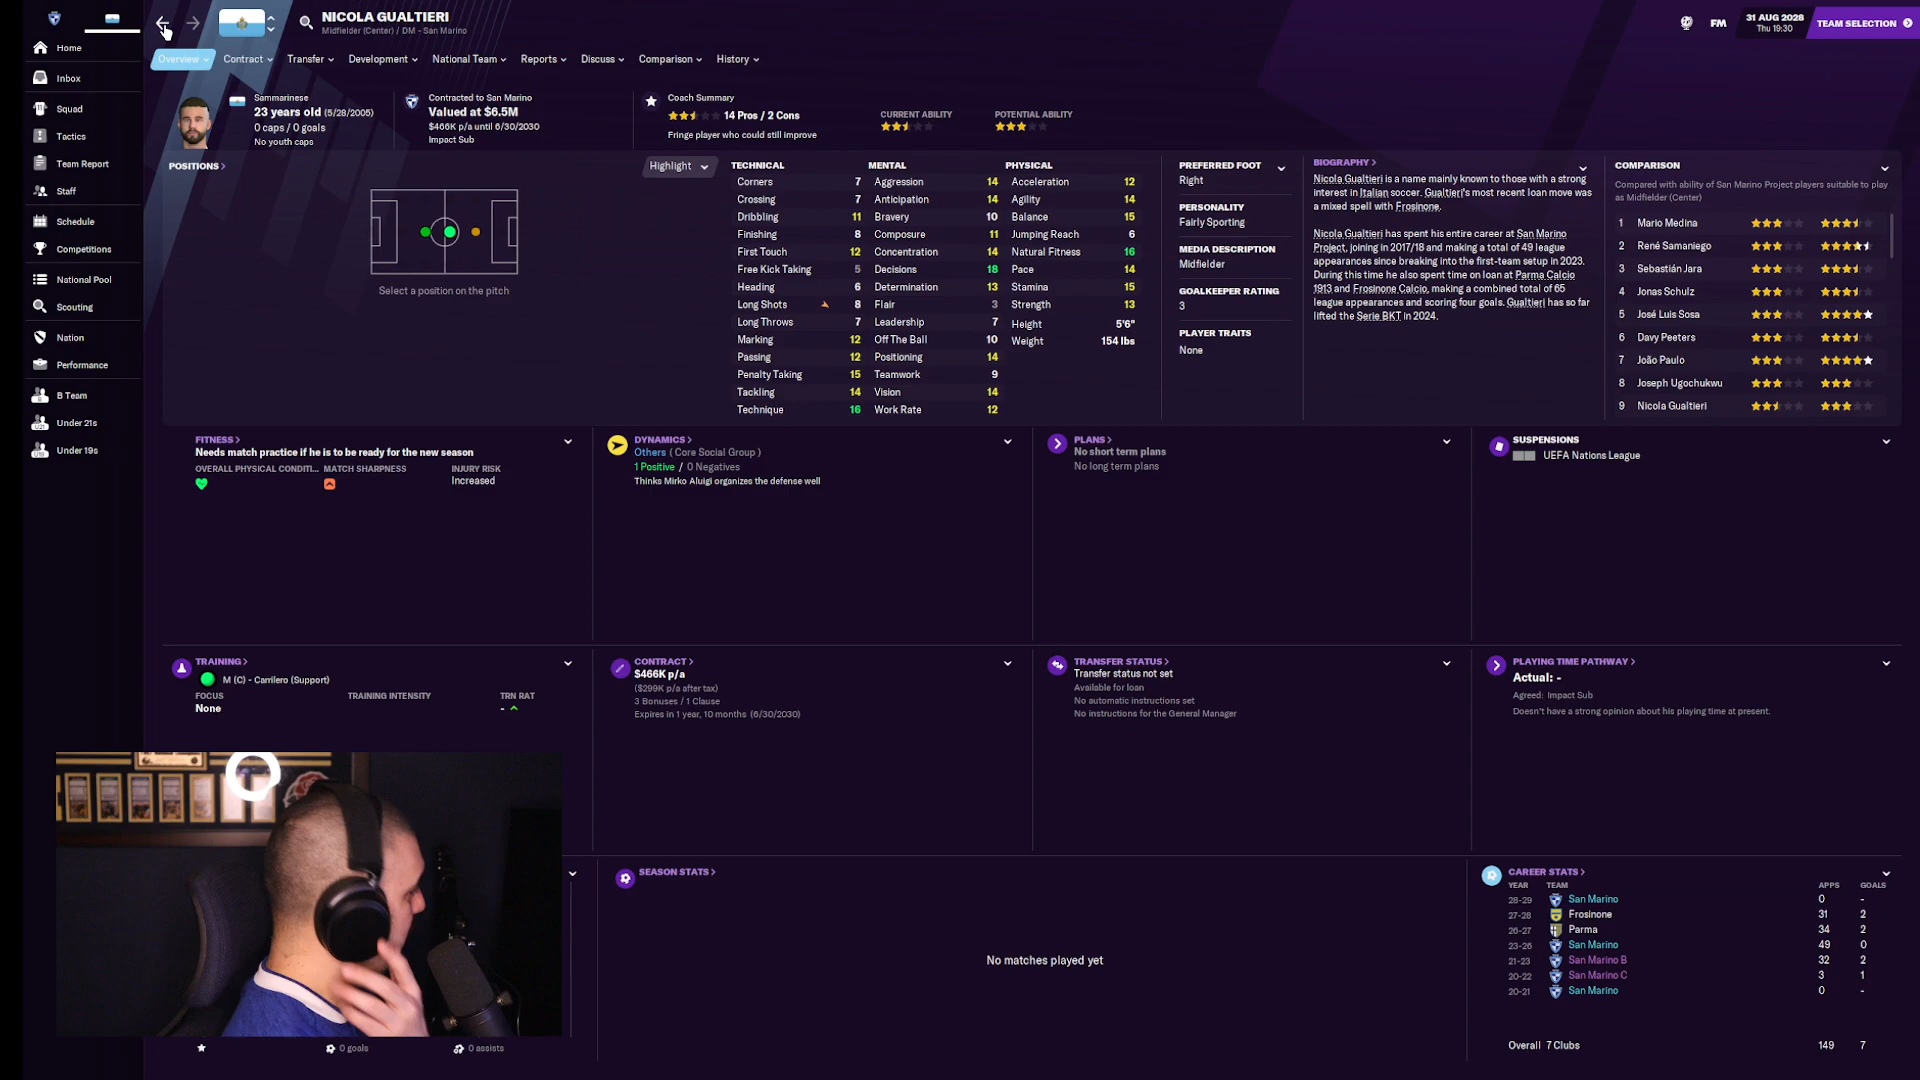 NICOLA GUALTIERI
Midfielder (Center) / DM - San Marino
FM
31 AUG 2028
Thu 19:30
TEAM SELECTION
Home
Inbox
Squad
Tactics
Team Report
Staff
Schedule
Competitions
National Pool
Scouting
Nation
Performance
B Team
Under 21s
Under 19s
Overview
Contract
Transfer
Development
National Team
Reports
Discuss
Comparison
History
Sammarinese
23 years old (5/28/2005)
0 caps / 0 goals
No youth caps
Contracted to San Marino
Valued at $6.5M
$466K p/a until 6/30/2030
Impact Sub
Coach Summary
14 Pros / 2 Cons
Fringe player who could still improve
CURRENT ABILITY
POTENTIAL ABILITY
POSITIONS
Select a position on the pitch
Highlight
TECHNICAL
Corners 7
Crossing 7
Dribbling 11
Finishing 8
First Touch 12
Free Kick Taking 5
Heading 6
Long Shots 8
Long Throws 7
Marking 12
Passing 12
Penalty Taking 15
Tackling 14
Technique 16
MENTAL
Aggression 14
Anticipation 14
Bravery 10
Composure 11
Concentration 14
Decisions 18
Determination 13
Flair 3
Leadership 7
Off The Ball 10
Positioning 14
Teamwork 9
Vision 14
Work Rate 12
PHYSICAL
Acceleration 12
Agility 14
Balance 15
Jumping Reach 6
Natural Fitness 16
Pace 14
Stamina 15
Strength 13
Height 5'6"
Weight 154 lbs
PREFERRED FOOT
Right
PERSONALITY
Fairly Sporting
MEDIA DESCRIPTION
Midfielder
GOALKEEPER RATING
3
PLAYER TRAITS
None
BIOGRAPHY
Nicola Gualtieri is a name mainly known to those with a strong
interest in Italian soccer. Gualtieri's most recent loan move was
a mixed spell with Frosinone.
Nicola Gualtieri has spent his entire career at San Marino
Project, joining in 2017/18 and making a total of 49 league
appearances since breaking into the first-team setup in 2023.
During this time he also spent time on loan at Parma Calcio
1913 and Frosinone Calcio, making a combined total of 65
league appearances and scoring four goals. Gualtieri has so far
lifted the Serie BKT in 2024.
COMPARISON
Compared with ability of San Marino Project players suitable to play
as Midfielder (Center)
1 Mario Medina
2 René Samaniego
3 Sebastián Jara
4 Jonas Schulz
5 José Luis Sosa
6 Davy Peeters
7 João Paulo
8 Joseph Ugochukwu
9 Nicola Gualtieri
FITNESS
Needs match practice if he is to be ready for the new season
OVERALL PHYSICAL CONDITI...
MATCH SHARPNESS
INJURY RISK
Increased
DYNAMICS
Others ( Core Social Group )
1 Positive / 0 Negatives
Thinks Mirko Aluigi organizes the defense well
PLANS
No short term plans
No long term plans
SUSPENSIONS
UEFA Nations League
TRAINING
M (C) - Carrilero (Support)
FOCUS
None
TRAINING INTENSITY
TRN RAT
-
CONTRACT
$466K p/a
($299K p/a after tax)
3 Bonuses / 1 Clause
Expires in 1 year, 10 months (6/30/2030)
TRANSFER STATUS
Transfer status not set
Available for loan
No automatic instructions set
No instructions for the General Manager
PLAYING TIME PATHWAY
Actual: -
Agreed: Impact Sub
Doesn't have a strong opinion about his playing time at present.
0 goals
0 assists
SEASON STATS
No matches played yet
CAREER STATS
YEAR TEAM APPS GOALS
28-29 San Marino 0 -
27-28 Frosinone 31 2
26-27 Parma 34 2
23-26 San Marino 49 0
21-23 San Marino B 32 2
20-22 San Marino C 3 1
20-21 San Marino 0 -
Overall 7 Clubs 149 7